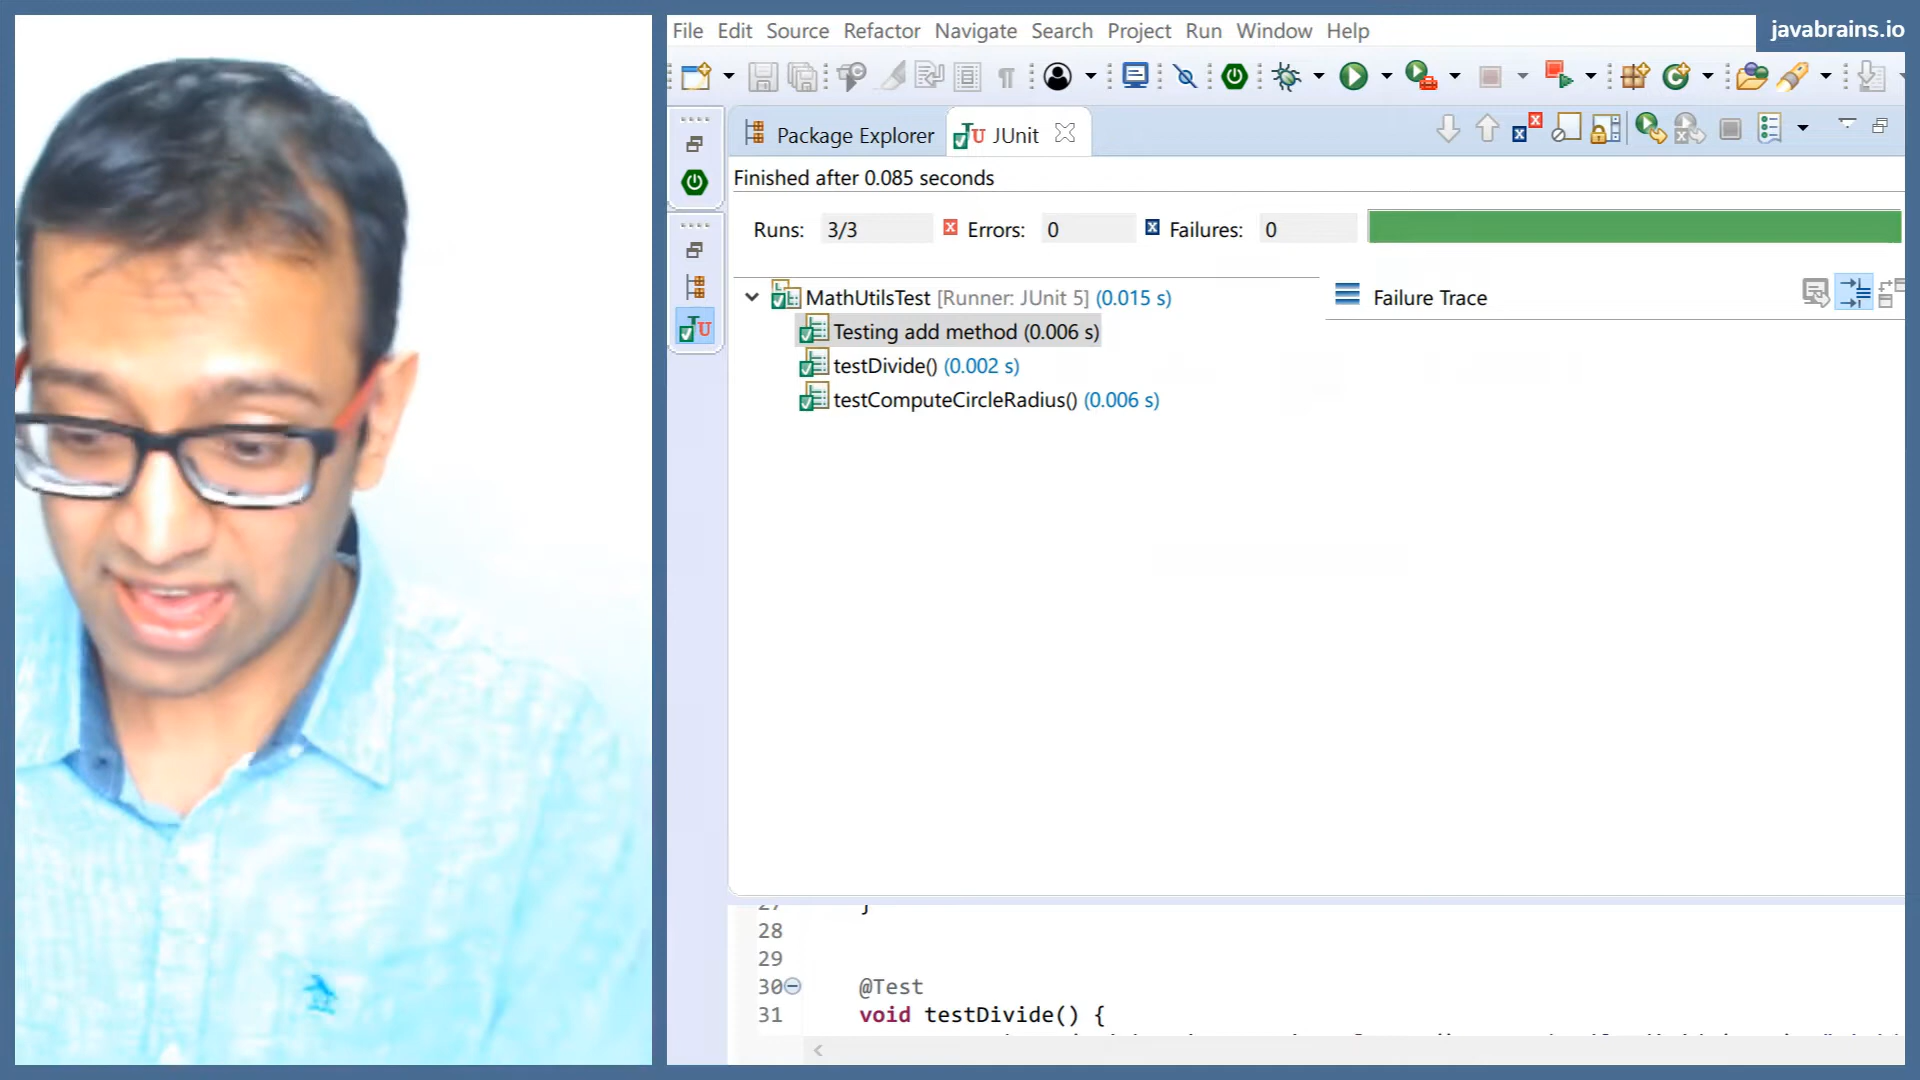 File Edit Source Refactor Navigate Search Project Run Window Help
javabrains.io
Package Explorer
JUnit
Finished after 0.085 seconds
Runs: 3/3 Errors: 0 Failures: 0
MathUtilsTest [Runner: JUnit 5] (0.015 s)
Failure Trace
Testing add method (0.006 s)
testDivide() (0.002 s)
testComputeCircleRadius() (0.006 s)
27 }
28
29
30 @Test
31 void testDivide() {